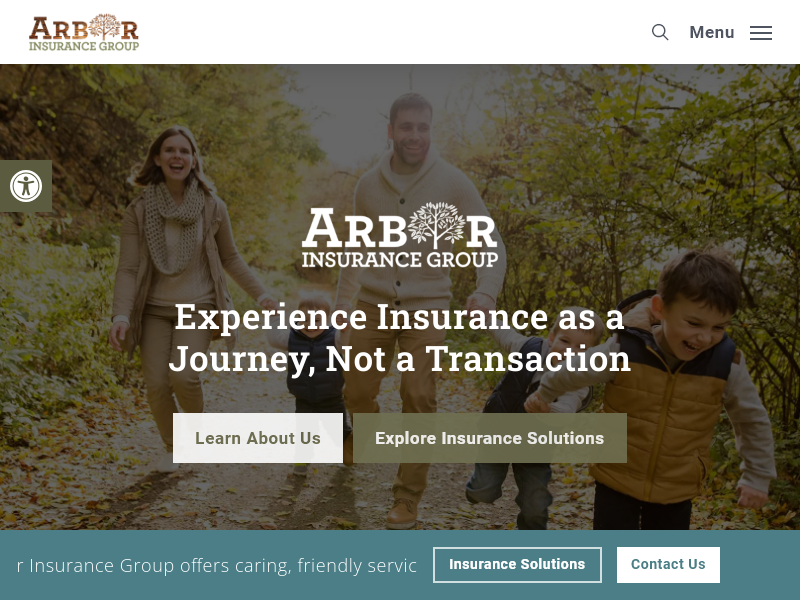 ARBOR
INSURANCE GROUP
Menu
ARBOR
INSURANCE GROUP
Experience Insurance as a
Journey, Not a Transaction
Learn About Us
Explore Insurance Solutions
r Insurance Group offers caring, friendly servic
Insurance Solutions
Contact Us